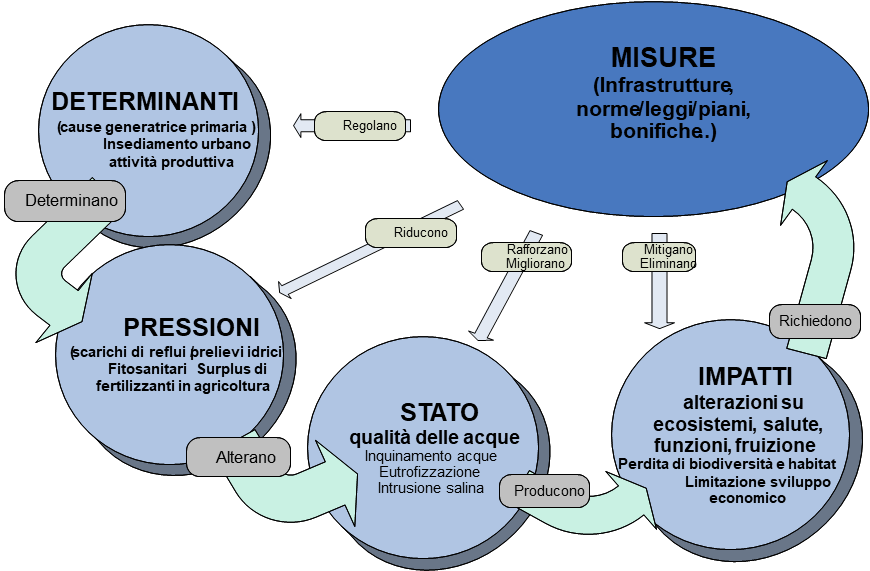 MISURE
(Infrastrutture,
norme/leggi/piani,
bonifiche..)
DETERMINANTI
(cause generatrice primaria )
Insediamento urbano
attività produttiva
Regolano
Determinano
Riducono
Rafforzano
Migliorano
Mitigano
Eliminano
PRESSIONI
(scarichi di reflui /prelievi idrici
Fitosanitari Surplus di
fertilizzanti in agricoltura
Richiedono
IMPATTI
alterazioni su
ecosistemi, salute,
funzioni, fruizione
Perdita di biodiversità e habitat
Limitazione sviluppo
economico
STATO
qualità delle acque
Inquinamento acque
Eutrofizzazione
Intrusione salina
Alterano
Producono